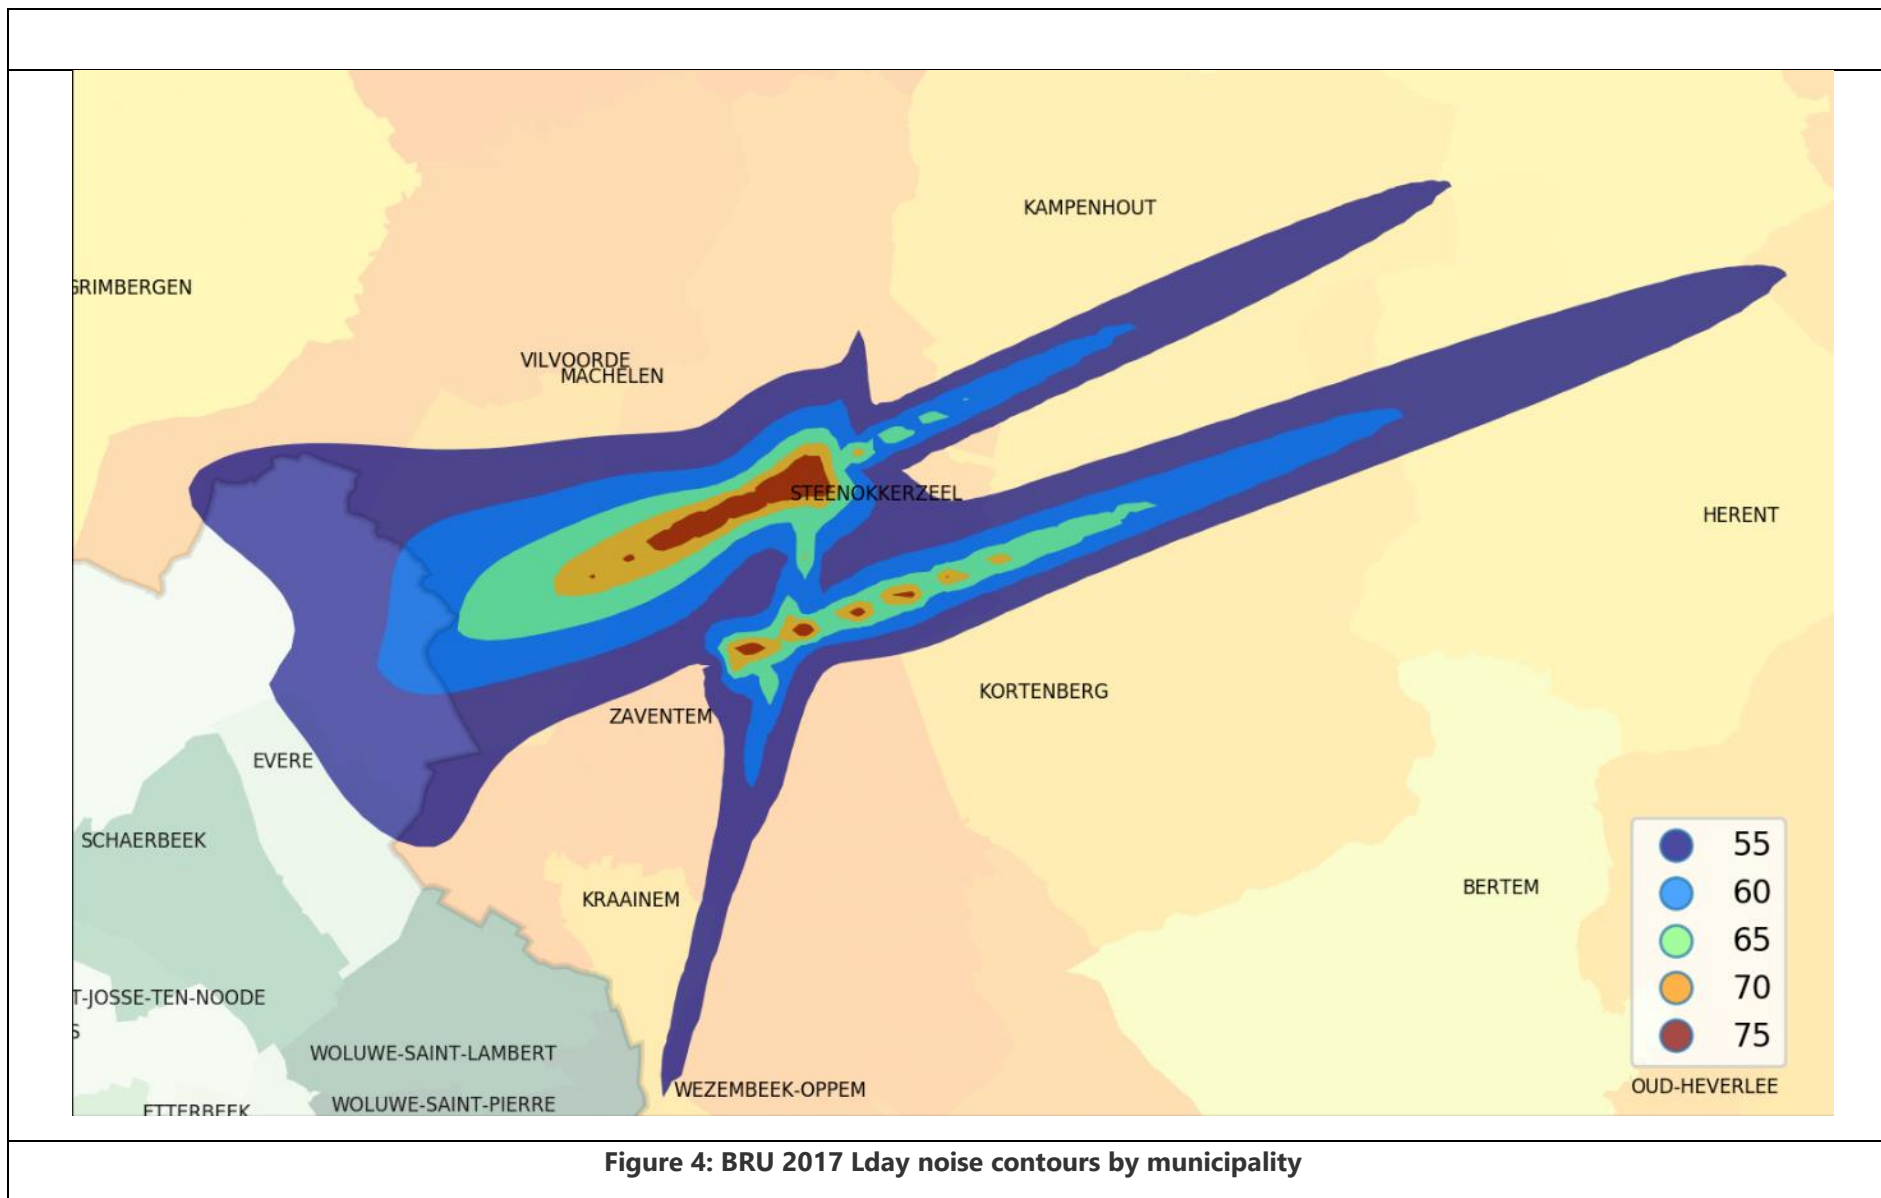 KAMPENHOUT
GRIMBERGEN
VILVOORDE
MACHELEN
STEENOKKERZEEL
HERENT
KORTENBERG
ZAVENTEM
EVERE
SCHAERBEEK
55
60
65
70
75
BERTEM
KRAAINEM
T-JOSSE-TEN-NOODE
S
WOLUWE-SAINT-LAMBERT
OUD-HEVERLEE
WEZEMBEEK-OPPEM
WOLUWE-SAINT-PIERRE
ETTERBEEK
Figure 4: BRU 2017 Lday noise contours by municipality